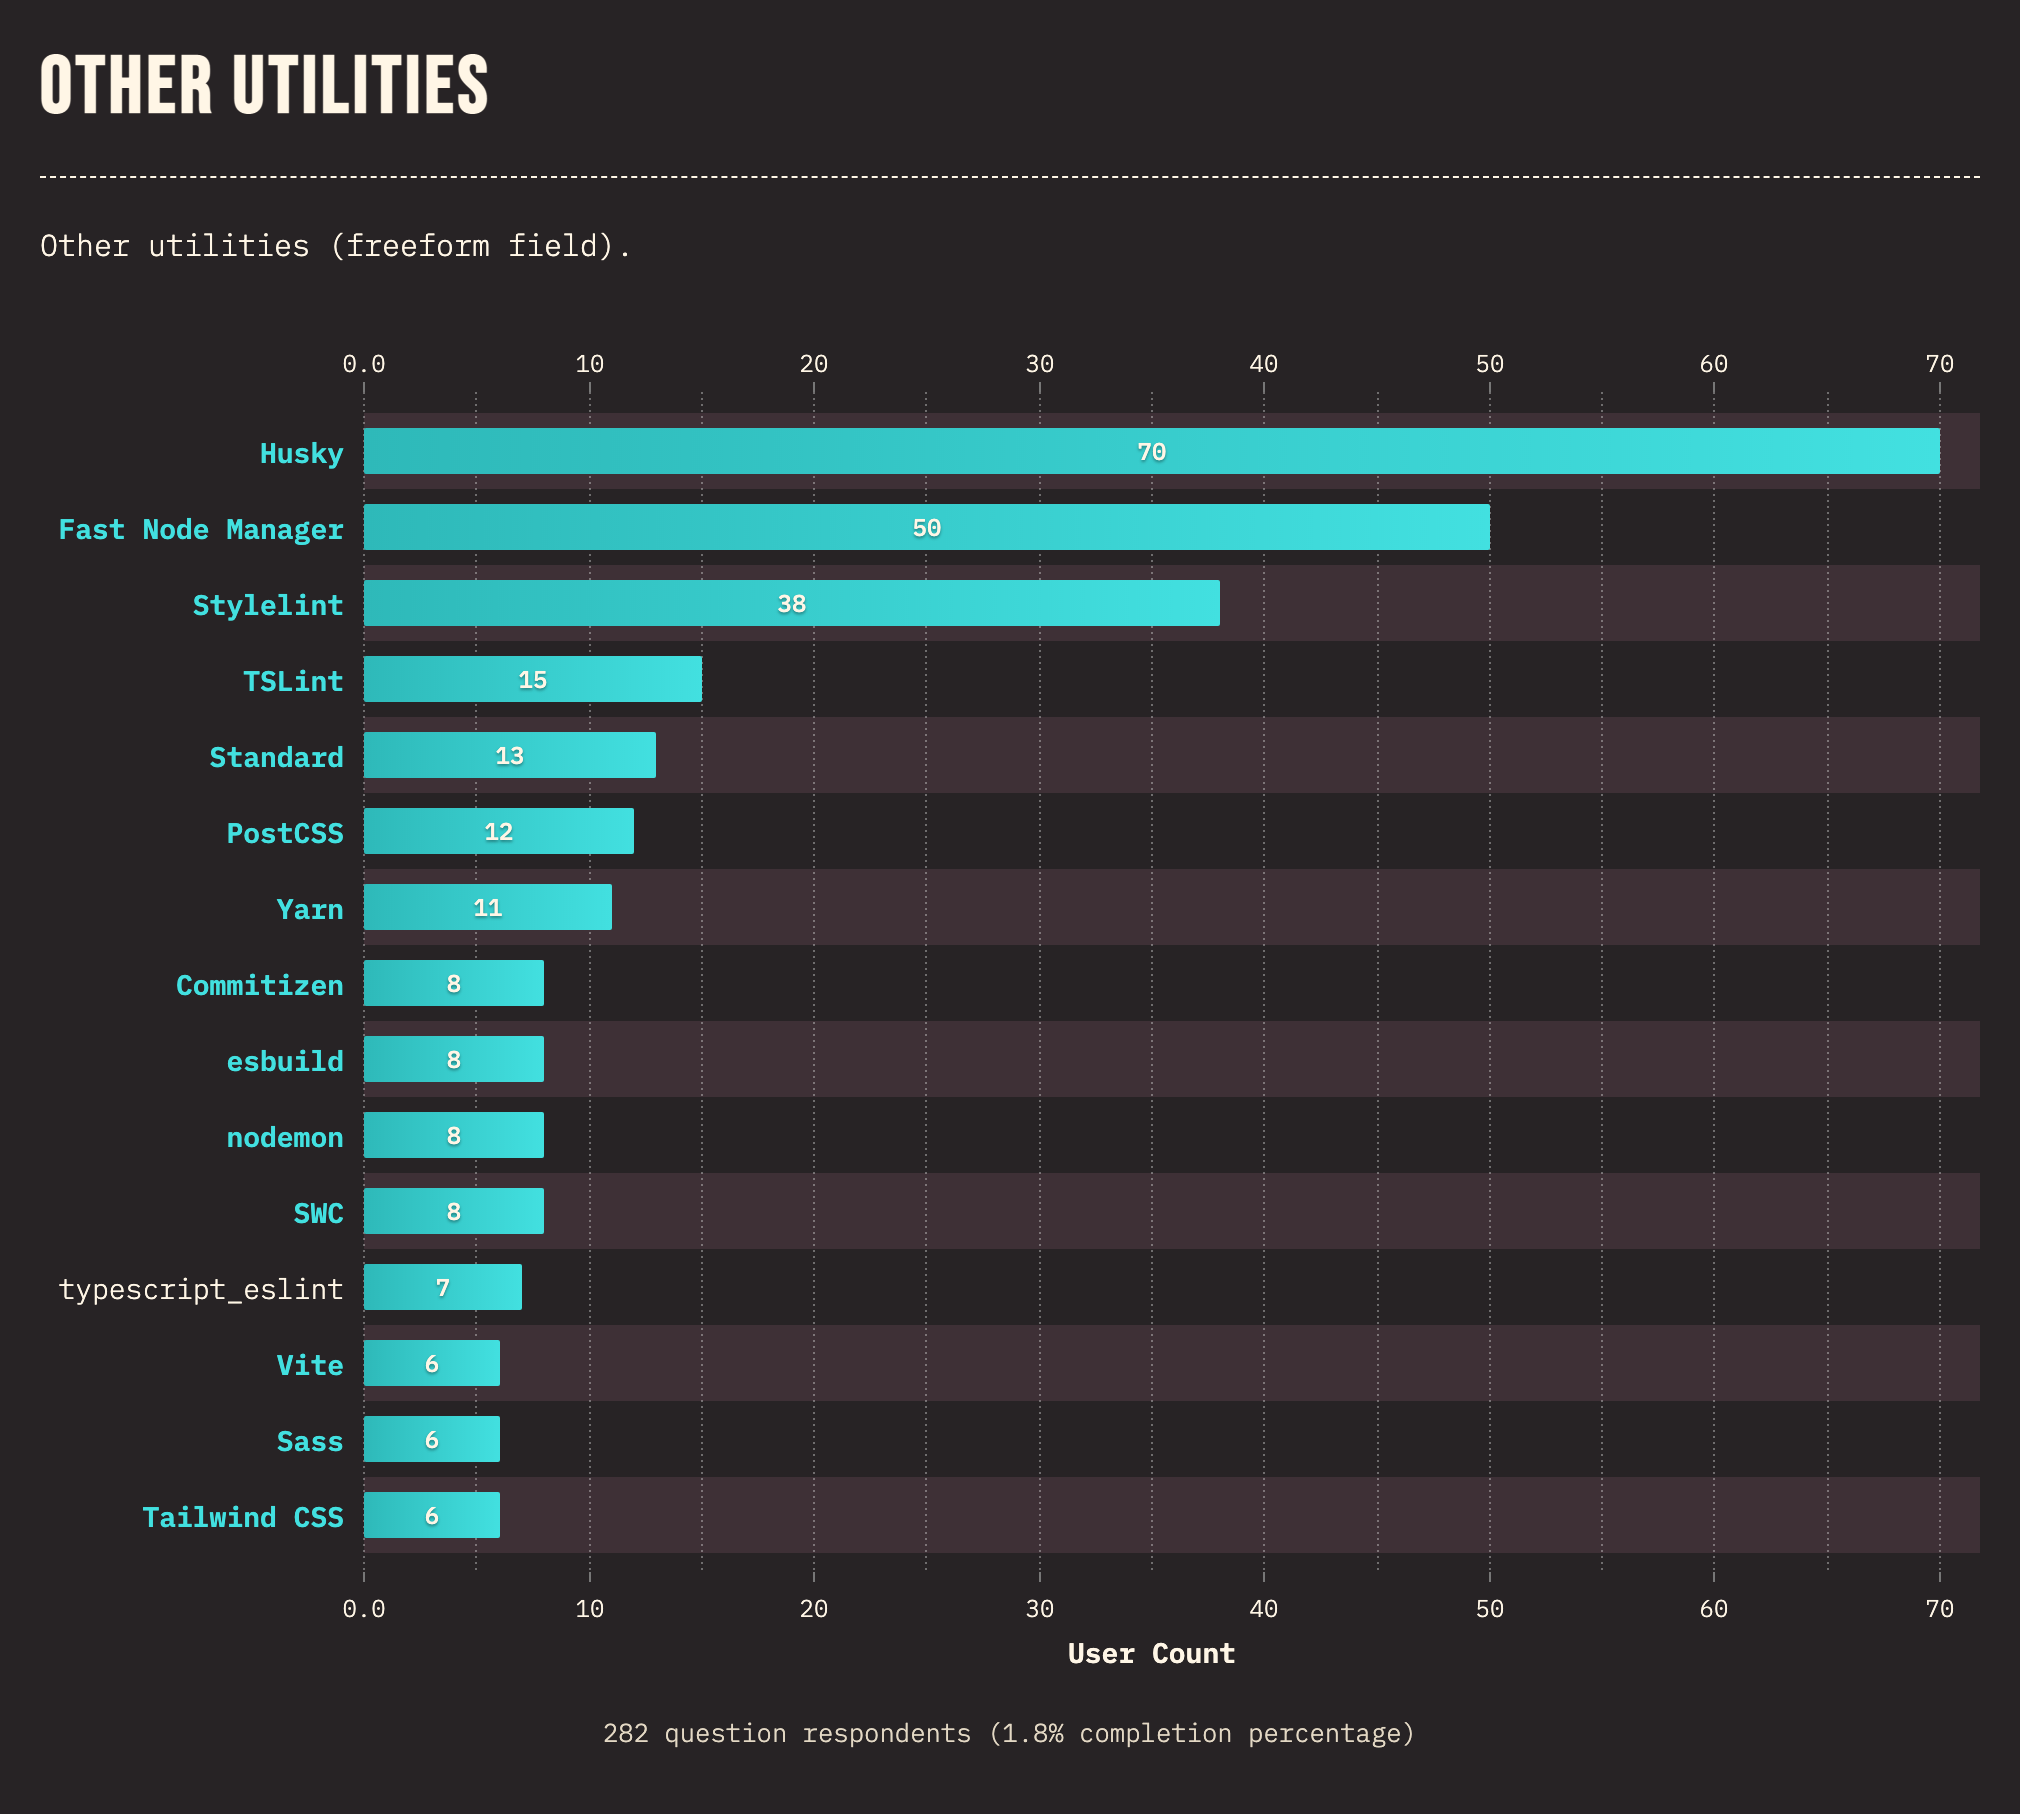 OTHER UTILITIES
Other utilities (freeform field).
0.0 10 20 30 40 50 60 70
Husky 70
Fast Node Manager 50
Stylelint 38
TSLint 15
Standard 13
PostCSS 12
Yarn 11
Commitizen 8
esbuild 8
nodemon 8
SWC 8
typescript_eslint 7
Vite 6
Sass 6
Tailwind CSS 6
0.0 10 20 30 40 50 60 70
User Count
282 question respondents (1.8% completion percentage)